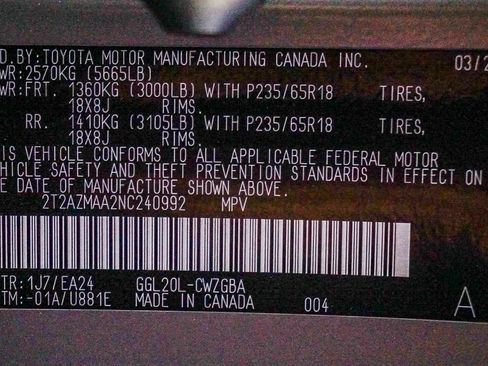 D.BY:TOYOTA MOTOR MANUFACTURING CANADA INC. 03/2
WR:2570KG (5665LB)
WR:FRT. 1360KG (3000LB) WITH P235/65R18 TIRES,
18X8J RIMS.
RR. 1410KG (3105LB) WITH P235/65R18 TIRES,
18X8J RIMS.
IS VEHICLE CONFORMS TO ALL APPLICABLE FEDERAL MOTOR
HICLE SAFETY AND THEFT PREVENTION STANDARDS IN EFFECT ON
E DATE OF MANUFACTURE SHOWN ABOVE.
2T2AZMAA2NC240992 MPV
TR: 1J7/EA24 GGL20L-CWZGBA
TM:-01A/U881E MADE IN CANADA 004 A